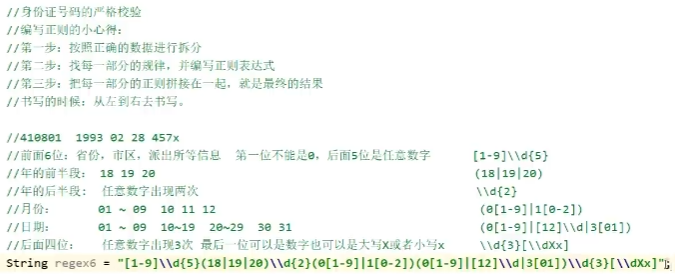 //身份证号码的严格校验
//编写正则的小心得:
//第一步: 按照正确的数据进行拆分
//第二步: 找每一部分的规律, 并编写正则表达式
//第三步: 把每一部分的正则拼接在一起, 就是最终的结果
//书写的时候: 从左到右去书写。
//410801 1993 02 28 457x
//前面6位: 省份, 市区, 派出所等信息 第一位不能是0, 后面5位是任意数字 [1-9]\\d{5}
//年的前半段: 18 19 20 (18|19|20)
//年的后半段: 任意数字出现两次 \\d{2}
//月份: 01 ~ 09 10 11 12 (0[1-9]|1[0-2])
//日期: 01 ~ 09 10~19 20~29 30 31 (0[1-9]|[12]\\d|3[01])
//后面四位: 任意数字出现3次 最后一位可以是数字也可以是大写X或者小写x \\d{3}[\\dXx]
String regex6 = "[1-9]\\d{5}(18|19|20)\\d{2}(0[1-9]|1[0-2])(0[1-9]|[12]\\d|3[01])\\d{3}[\\dXx]";